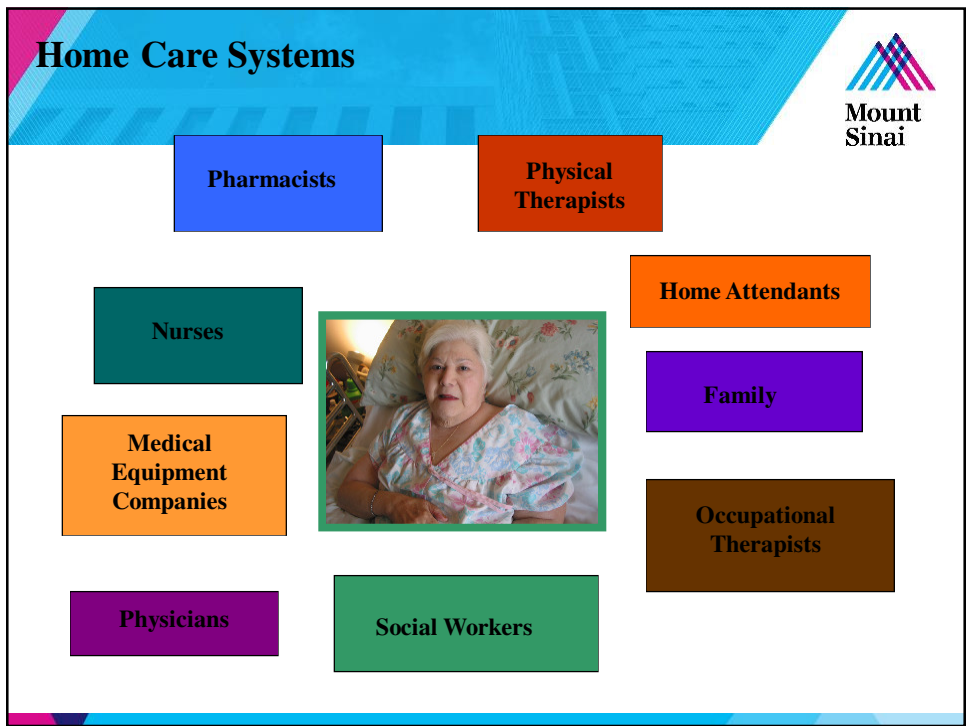 Home Care Systems
Mount
Sinai
Pharmacists
Physical
Therapists
Home Attendants
Nurses
Family
Medical
Equipment
Companies
Occupational
Therapists
Physicians
Social Workers